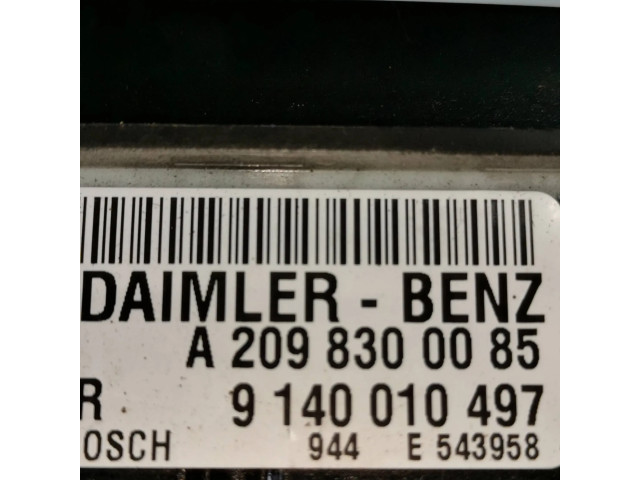 DAIMLER - BENZ
A 209 830 00 85
R 9 140 010 497
OSCH 944 E 543958